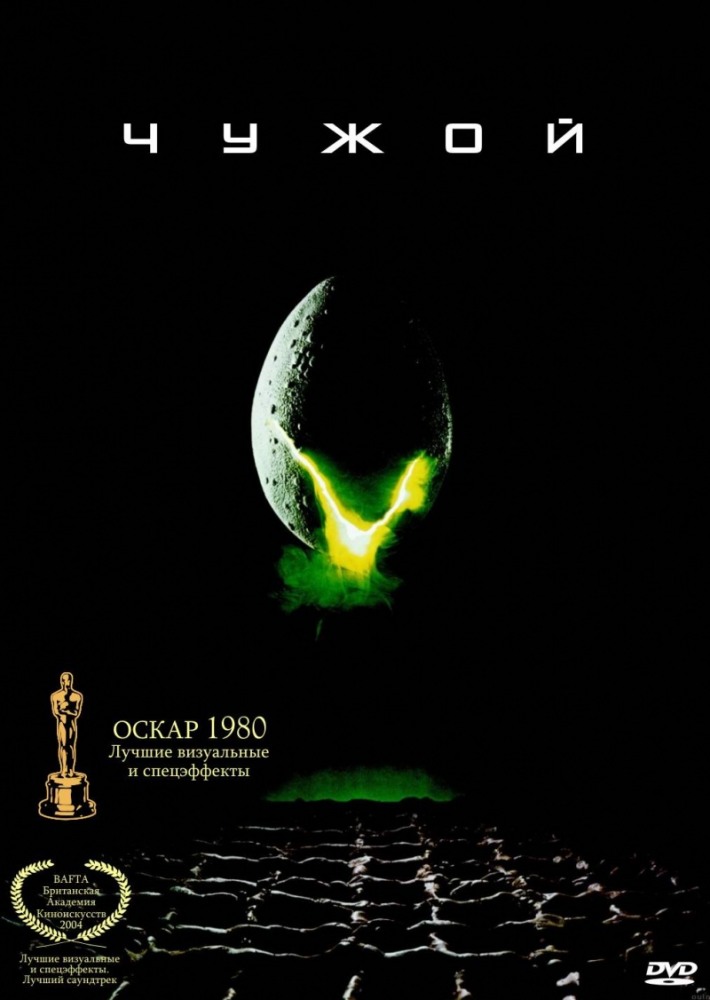 ЧУЖОЙ
ОСКАР 1980
Лучшие визуальные
и спецэффекты
BAFTA
Британская
Академия
Киноискусств
2004
Лучшие визуальные
и спецэффекты.
Лучший саундтрек
DVD